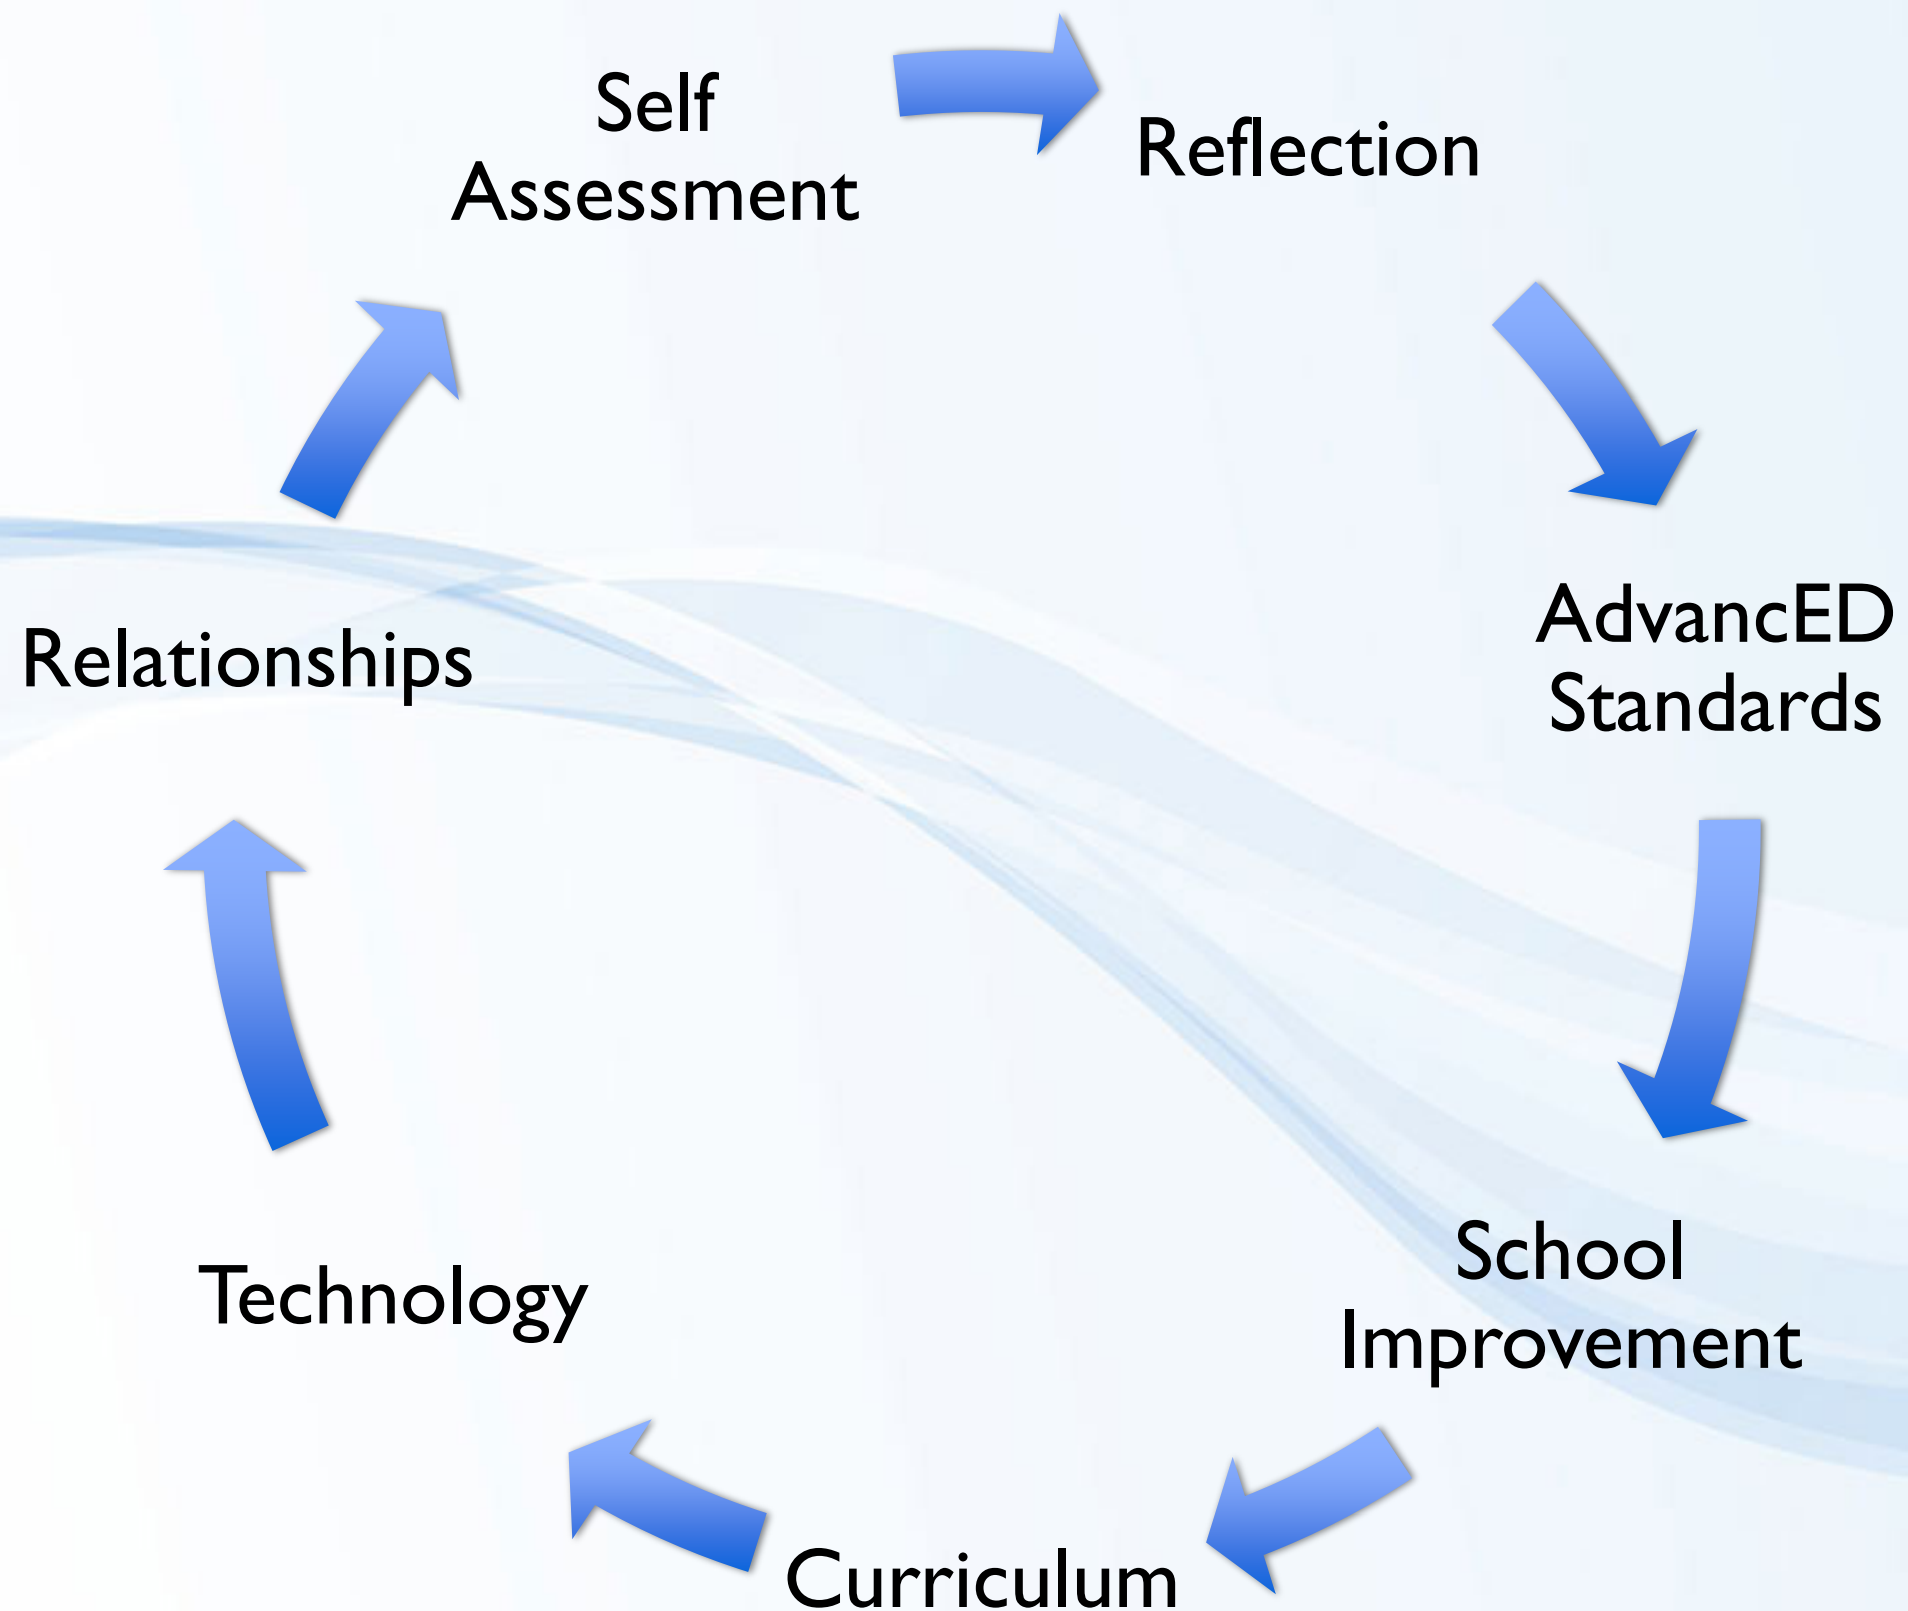 Self
Assessment
Reflection
AdvancED
Standards
School
Improvement
Curriculum
Technology
Relationships